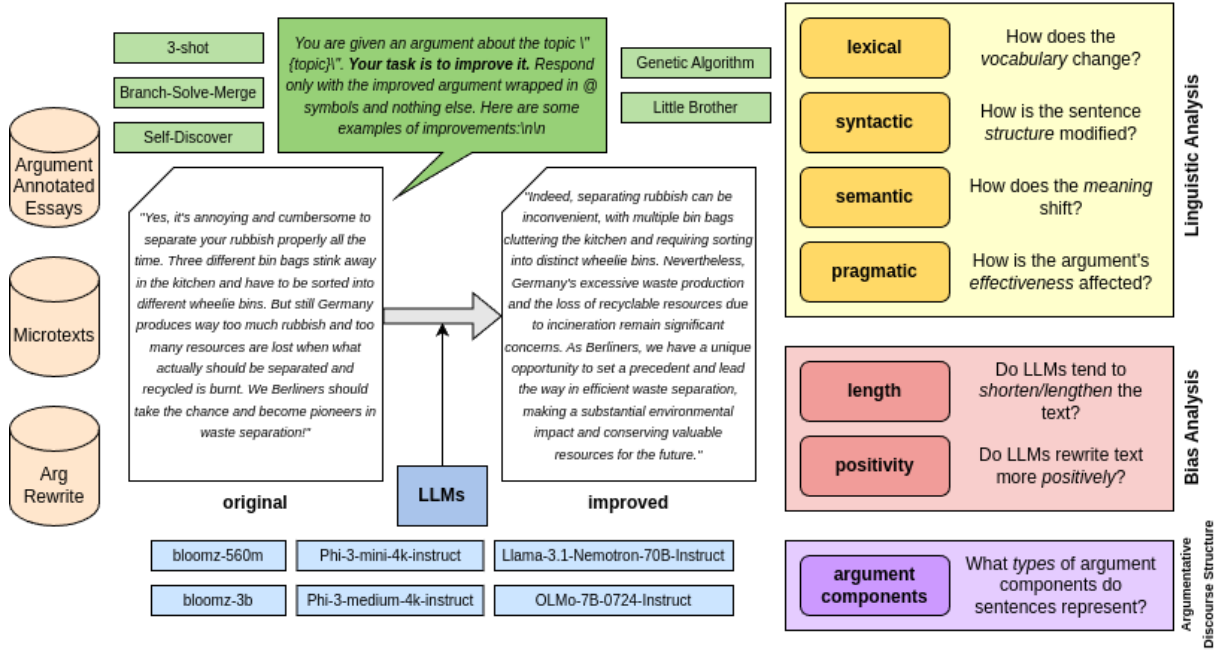 3-shot
Branch-Solve-Merge
Self-Discover
You are given an argument about the topic \"
{topic}\". Your task is to improve it. Respond
only with the improved argument wrapped in @
symbols and nothing else. Here are some
examples of improvements:\n\n
Genetic Algorithm
Little Brother
Argument
Annotated
Essays
Microtexts
Arg
Rewrite
"Yes, it's annoying and cumbersome to
separate your rubbish properly all the
time. Three different bin bags stink away
in the kitchen and have to be sorted into
different wheelie bins. But still Germany
produces way too much rubbish and too
many resources are lost when what
actually should be separated and
recycled is burnt. We Berliners should
take the chance and become pioneers in
waste separation!"
original
LLMs
"Indeed, separating rubbish can be
inconvenient, with multiple bin bags
cluttering the kitchen and requiring sorting
into distinct wheelie bins. Nevertheless,
Germany's excessive waste production
and the loss of recyclable resources due
to incineration remain significant
concerns. As Berliners, we have a unique
opportunity to set a precedent and lead
the way in efficient waste separation,
making a substantial environmental
impact and conserving valuable
resources for the future."
improved
bloomz-560m
Phi-3-mini-4k-instruct
Llama-3.1-Nemotron-70B-Instruct
bloomz-3b
Phi-3-medium-4k-instruct
OLMo-7B-0724-Instruct
lexical
How does the
vocabulary change?
syntactic
How is the sentence
structure modified?
semantic
How does the meaning
shift?
pragmatic
How is the argument's
effectiveness affected?
Linguistic Analysis
length
Do LLMs tend to
shorten/lengthen the
text?
positivity
Do LLMs rewrite text
more positively?
Bias Analysis
argument
components
What types of argument
components do
sentences represent?
Argumentative
Discourse Structure